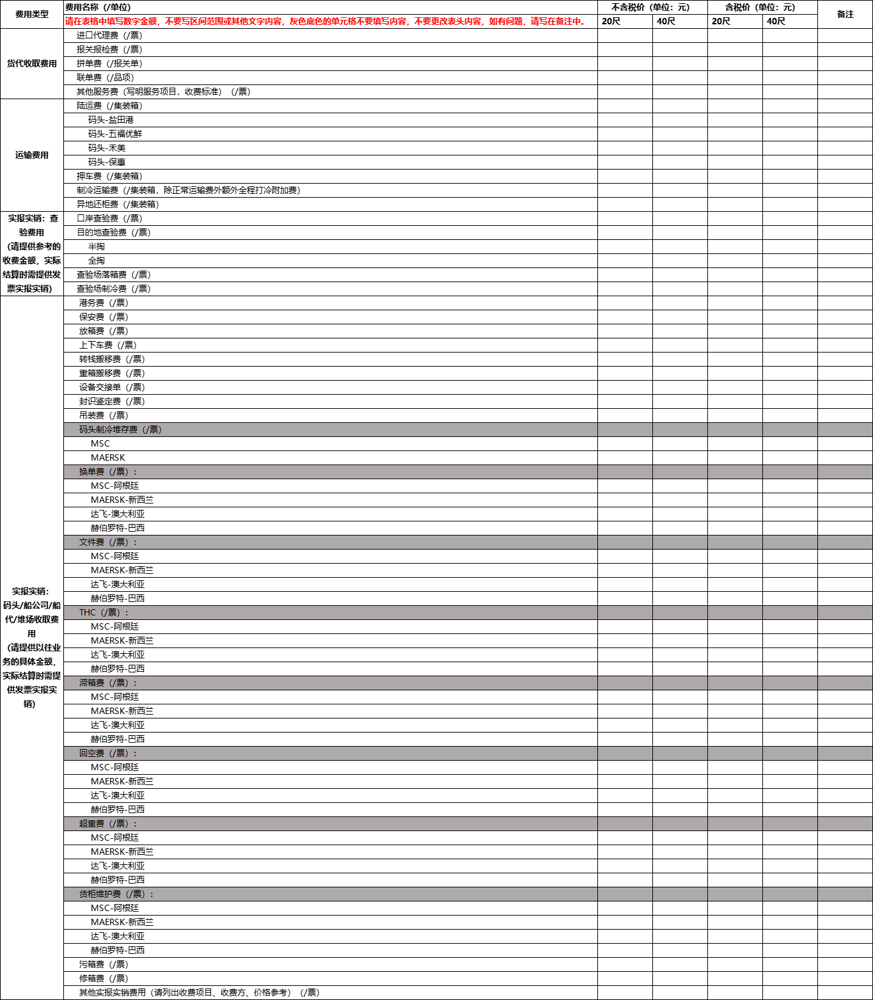 费用类型
费用名称（/单位）
不含税价（单位：元）
含税价（单位：元）
备注
请在表格中填写数字金额，不要写区间范围或其他文字内容，灰色底色的单元格不要填写内容，不要更改表头内容，如有问题，请写在备注中。
20尺
40尺
20尺
40尺
货代收取费用
进口代理费（/票）
报关报检费（/票）
拼单费（/报关单）
联单费（/品项）
其他服务费（写明服务项目，收费标准）（/票）
运输费用
陆运费（/集装箱）
码头-盐田港
码头-五福优鲜
码头-禾美
码头-保惠
押车费（/集装箱）
制冷运输费（/集装箱，除正常运输费外额外全程打冷附加费）
异地还柜费（/集装箱）
实报实销：查
验费用
（请提供参考的
收费金额，实际
结算时需提供发
票实报实销）
口岸查验费（/票）
目的地查验费（/票）
半掏
全掏
查验场落箱费（/票）
查验场制冷费（/票）
实报实销：
码头/船公司/船
代/堆场收取费
用
（请提供以往业
务的具体金额，
实际结算时需提
供发票实报实
销）
港务费（/票）
保安费（/票）
放箱费（/票）
上下车费（/票）
转栈搬移费（/票）
重箱搬移费（/票）
设备交接单（/票）
封识鉴定费（/票）
吊装费（/票）
码头制冷堆存费（/票）
MSC
MAERSK
换单费（/票）：
MSC-阿根廷
MAERSK-新西兰
达飞-澳大利亚
赫伯罗特-巴西
文件费（/票）：
MSC-阿根廷
MAERSK-新西兰
达飞-澳大利亚
赫伯罗特-巴西
THC（/票）：
MSC-阿根廷
MAERSK-新西兰
达飞-澳大利亚
赫伯罗特-巴西
滞箱费（/票）：
MSC-阿根廷
MAERSK-新西兰
达飞-澳大利亚
赫伯罗特-巴西
回空费（/票）：
MSC-阿根廷
MAERSK-新西兰
达飞-澳大利亚
赫伯罗特-巴西
超重费（/票）：
MSC-阿根廷
MAERSK-新西兰
达飞-澳大利亚
赫伯罗特-巴西
货柜维护费（/票）：
MSC-阿根廷
MAERSK-新西兰
达飞-澳大利亚
赫伯罗特-巴西
污箱费（/票）
修箱费（/票）
其他实报实销费用（请列出收费项目、收费方、价格参考）（/票）